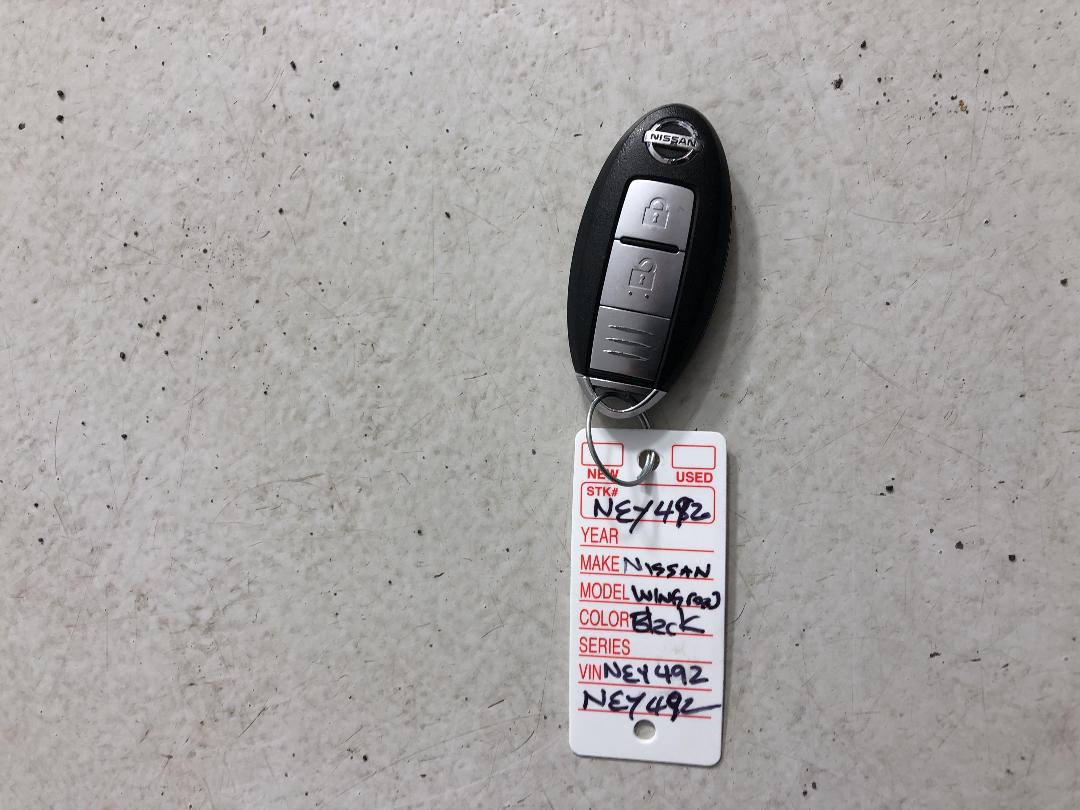 NISSAN
NEW USED
STK#
NEY492
YEAR
MAKE NISSAN
MODEL WINGROAD
COLOR Black
SERIES
VIN NEY492
NEY492